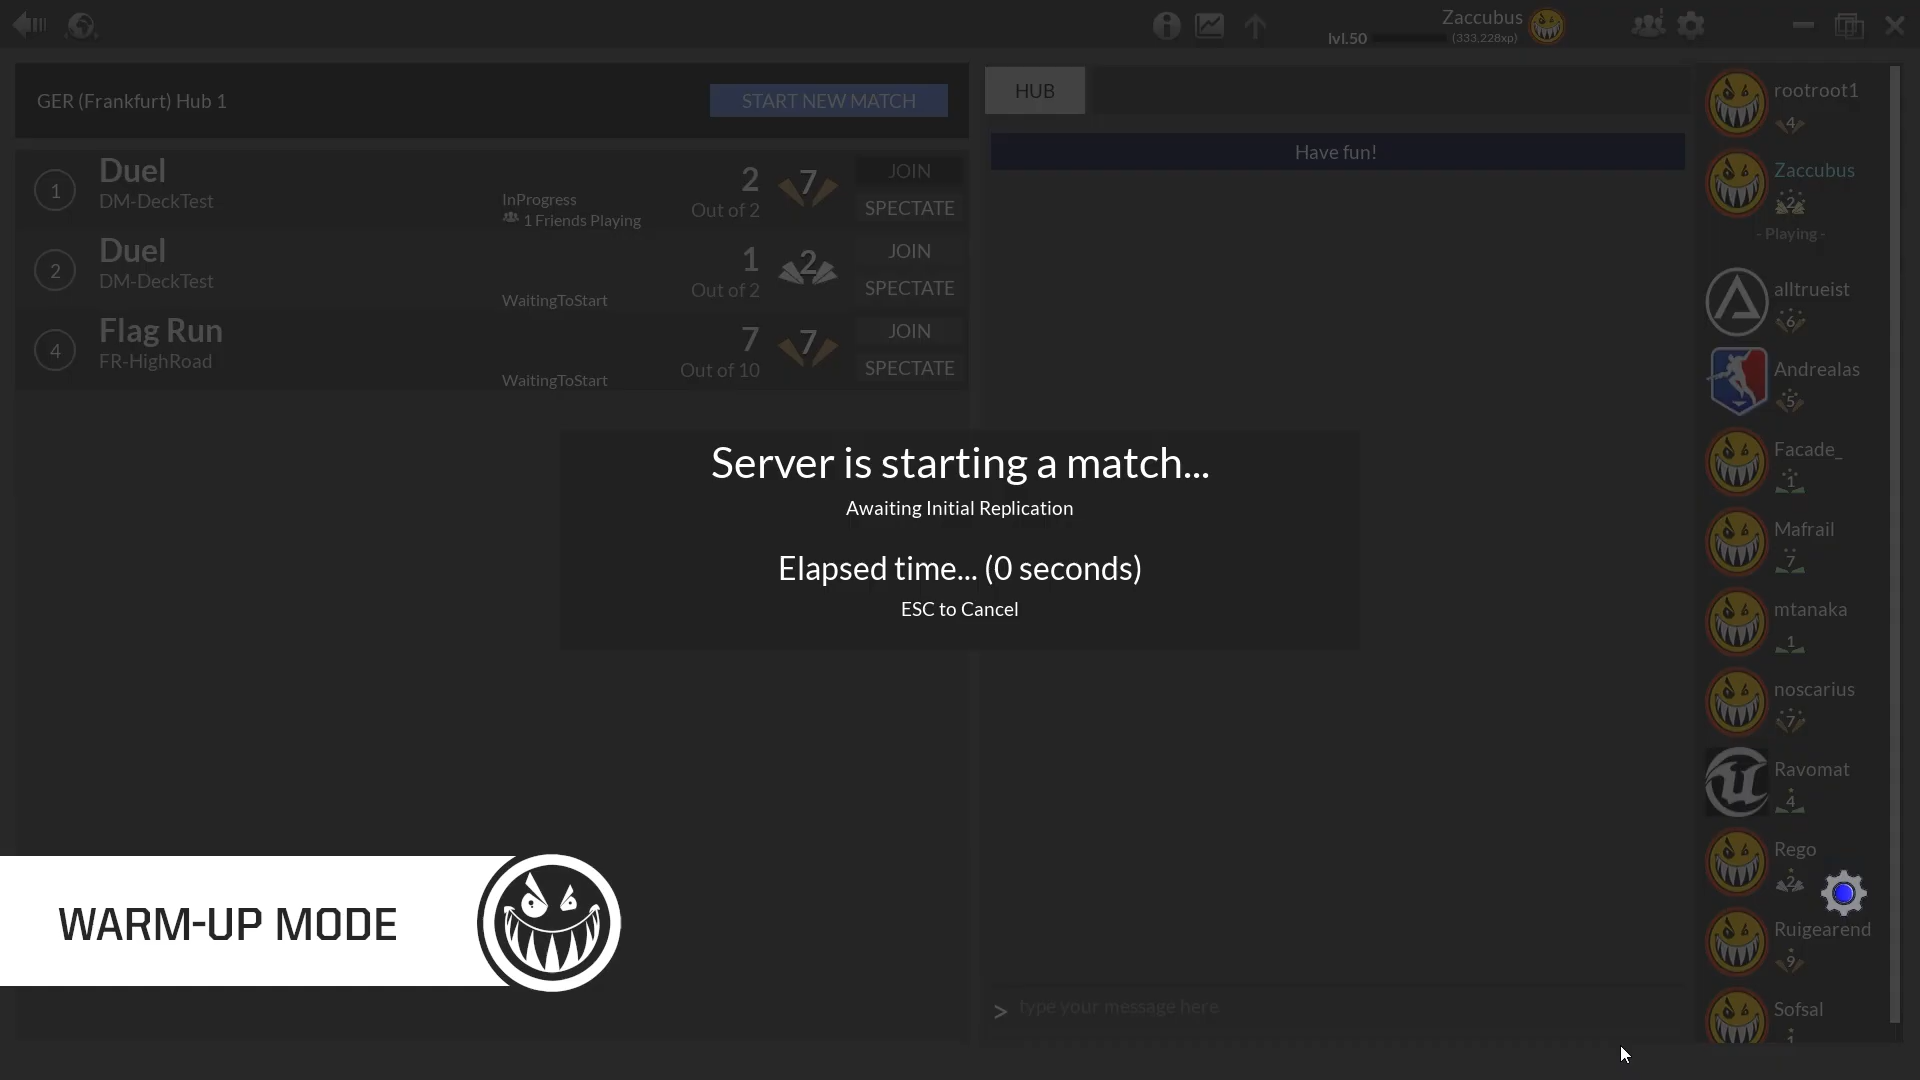 Zaccubus
lvl.50
(333,228xp)
GER (Frankfurt) Hub 1
START NEW MATCH
1
Duel
DM-DeckTest
InProgress
1 Friends Playing
2
Out of 2
7
JOIN
SPECTATE
2
Duel
DM-DeckTest
WaitingToStart
1
Out of 2
2
JOIN
SPECTATE
4
Flag Run
FR-HighRoad
WaitingToStart
7
Out of 10
7
JOIN
SPECTATE
HUB
Have fun!
Server is starting a match...
Awaiting Initial Replication
Elapsed time... (0 seconds)
ESC to Cancel
WARM-UP MODE
> type your message here
rootroot1
4
Zaccubus
2
- Playing -
alltrueist
6
Andrealas
5
Facade_
1
Mafrail
7
mtanaka
1
noscarius
7
Ravomat
4
Rego
2
Ruigearend
9
Sofsal
1